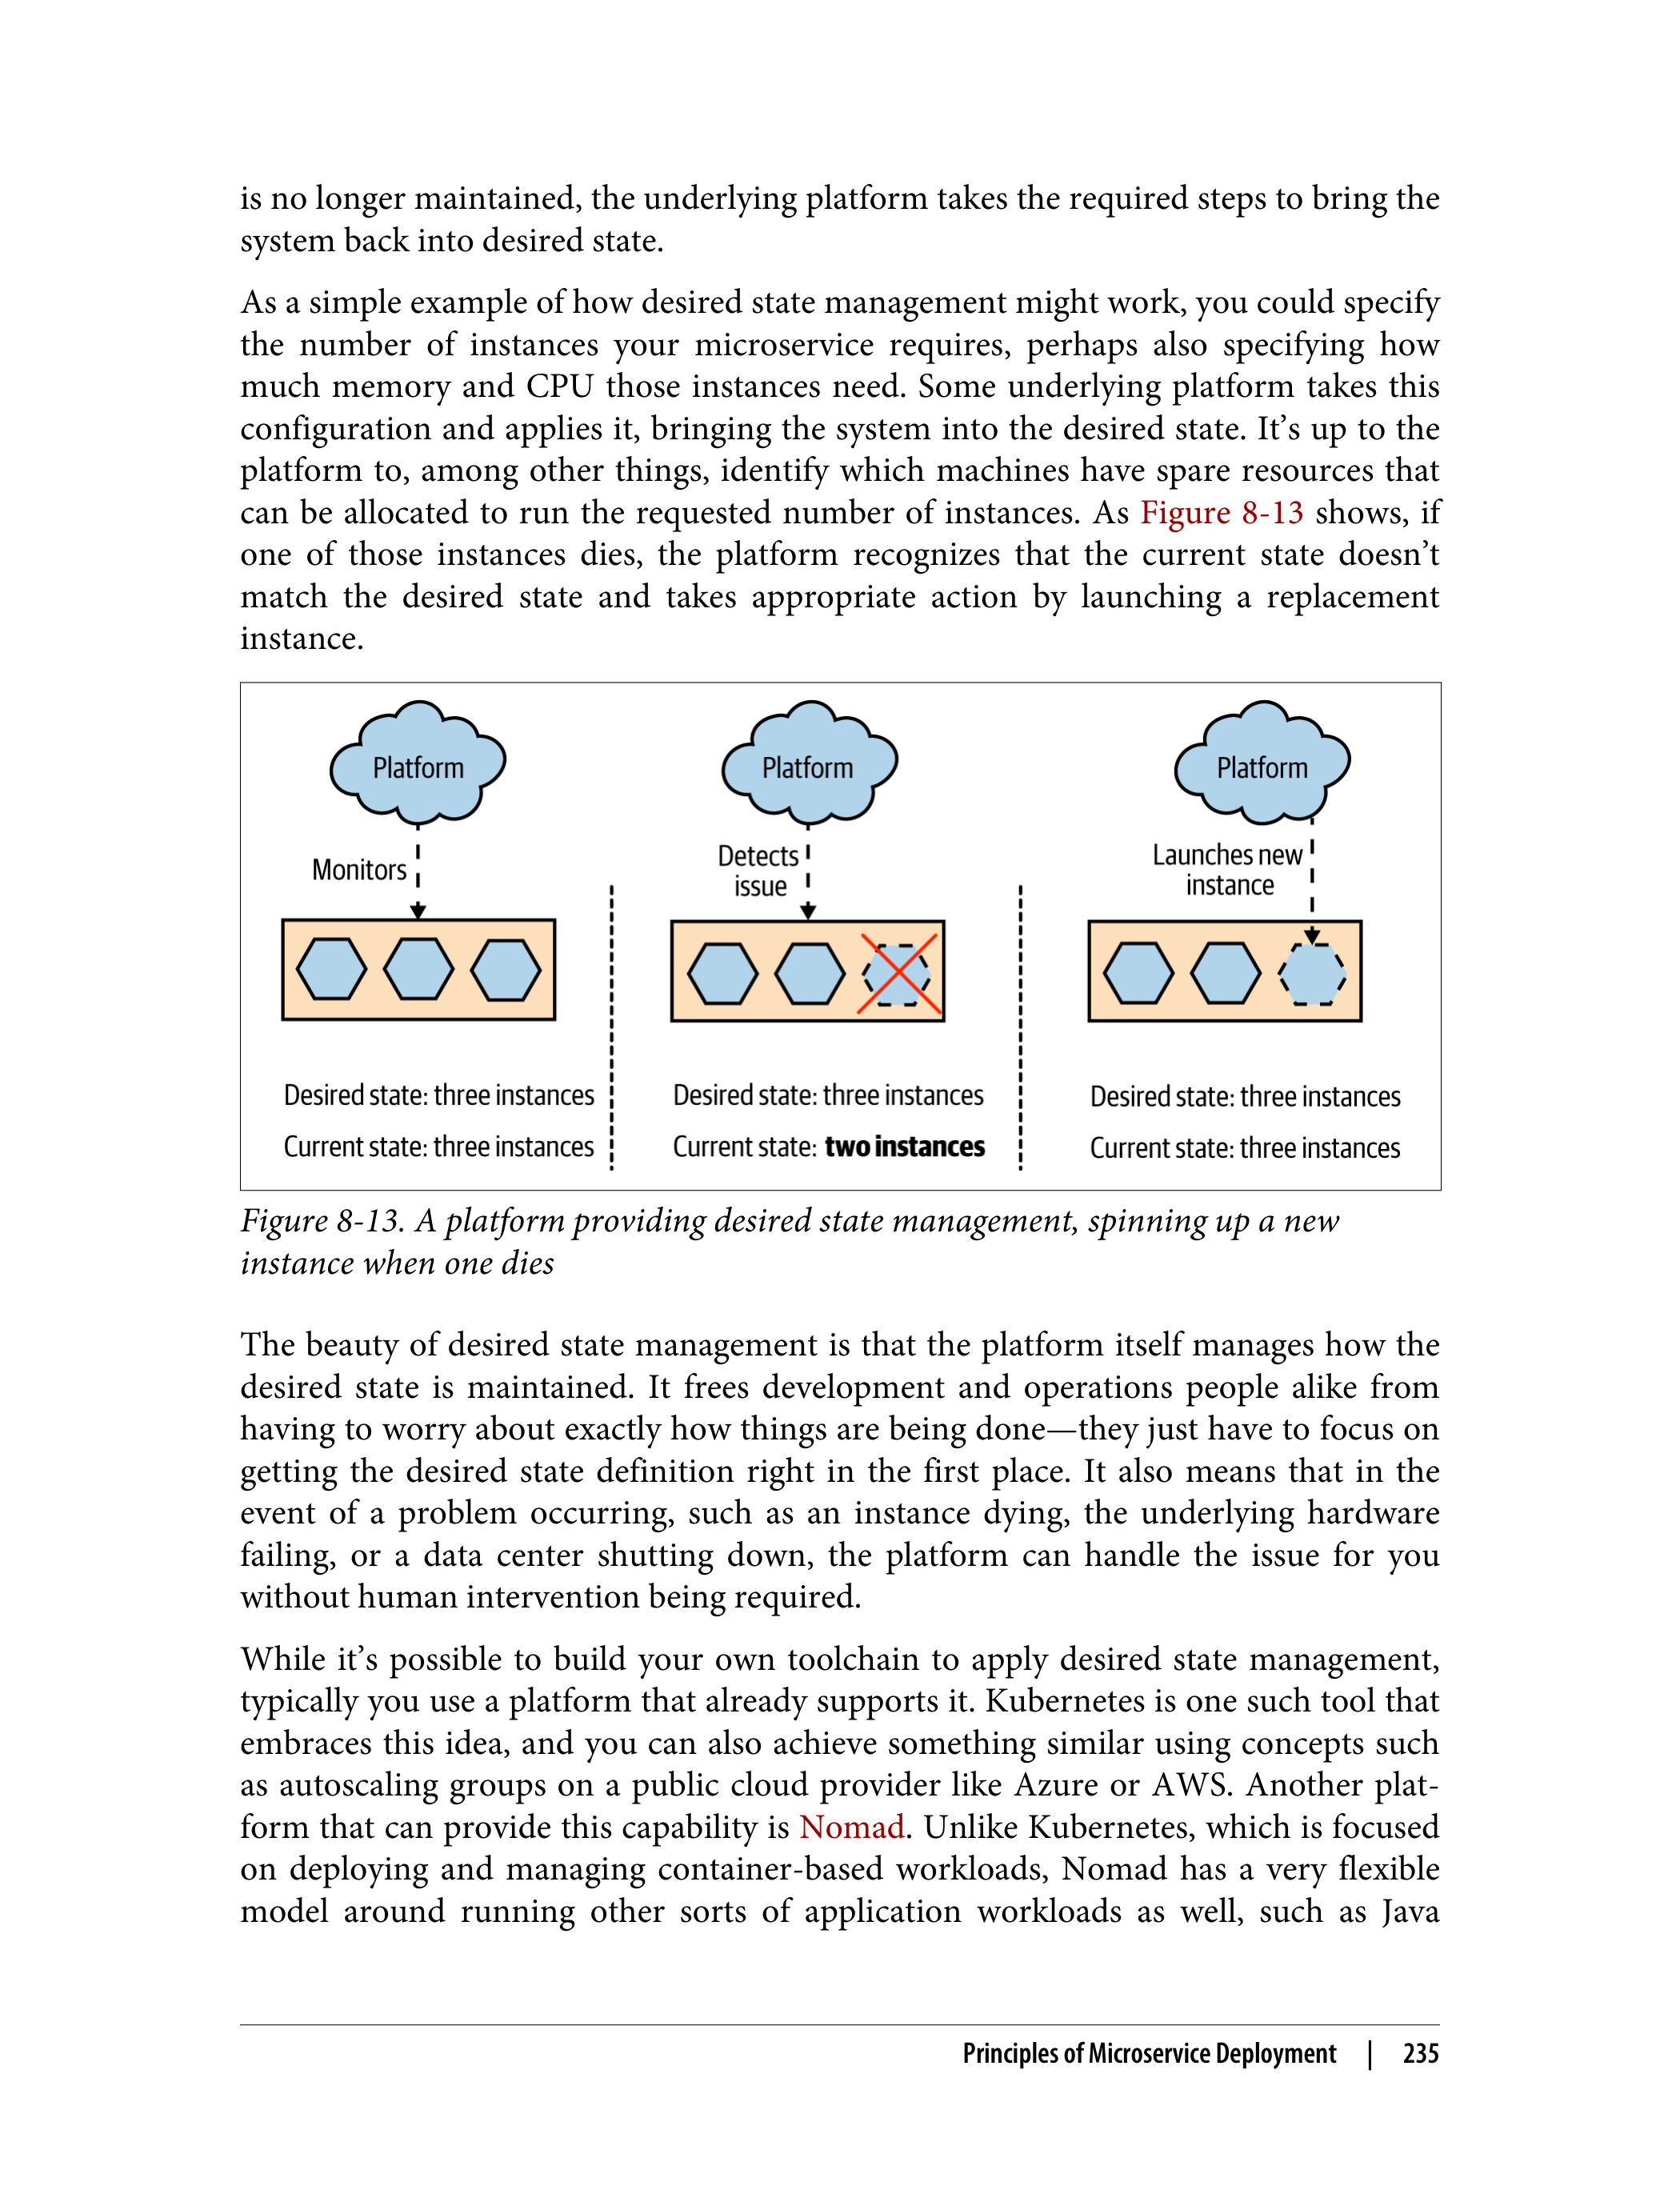 is no longer maintained, the underlying platform takes the required steps to bring the
system back into desired state.
As a simple example of how desired state management might work, you could specify
the number of instances your microservice requires, perhaps also specifying how
much memory and CPU those instances need. Some underlying platform takes this
configuration and applies it, bringing the system into the desired state. It’s up to the
platform to, among other things, identify which machines have spare resources that
can be allocated to run the requested number of instances. As Figure 8-13 shows, if
one of those instances dies, the platform recognizes that the current state doesn’t
match the desired state and takes appropriate action by launching a replacement
instance.
Platform
Monitors
Desired state: three instances
Current state: three instances
Platform
Detects
issue
Desired state: three instances
Current state: two instances
Platform
Launches new
instance
Desired state: three instances
Current state: three instances
Figure 8-13. A platform providing desired state management, spinning up a new
instance when one dies
The beauty of desired state management is that the platform itself manages how the
desired state is maintained. It frees development and operations people alike from
having to worry about exactly how things are being done—they just have to focus on
getting the desired state definition right in the first place. It also means that in the
event of a problem occurring, such as an instance dying, the underlying hardware
failing, or a data center shutting down, the platform can handle the issue for you
without human intervention being required.
While it’s possible to build your own toolchain to apply desired state management,
typically you use a platform that already supports it. Kubernetes is one such tool that
embraces this idea, and you can also achieve something similar using concepts such
as autoscaling groups on a public cloud provider like Azure or AWS. Another plat-
form that can provide this capability is Nomad. Unlike Kubernetes, which is focused
on deploying and managing container-based workloads, Nomad has a very flexible
model around running other sorts of application workloads as well, such as Java
Principles of Microservice Deployment | 235